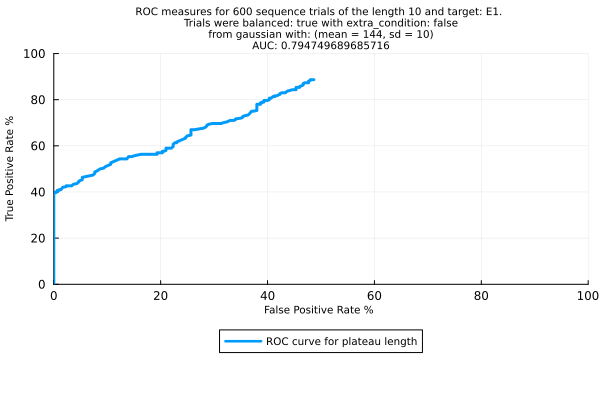 ROC measures for 600 sequence trials of the length 10 and target: E1.
Trials were balanced: true with extra_condition: false
from gaussian with: (mean = 144, sd = 10)
AUC: 0.794749689685716
100
80
60
40
20
0
True Positive Rate %
0 20 40 60 80 100
False Positive Rate %
ROC curve for plateau length